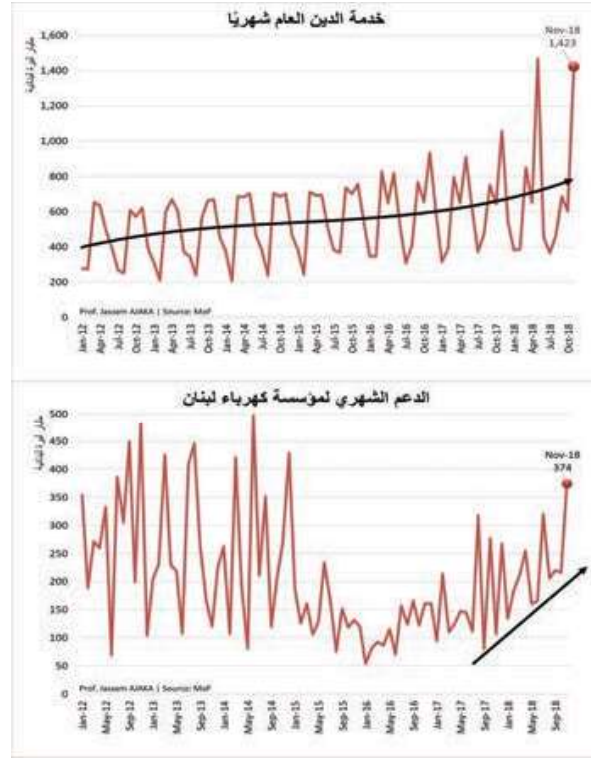 خدمة الدين العام شهريًا
مليار ليرة لبنانية
1,600
1,400
1,200
1,000
800
600
400
200
0
Nov-18
1,423
Prof. Jassem AJAKA | Source: MoF
Jan-12
Apr-12
Jul-12
Oct-12
Jan-13
Apr-13
Jul-13
Oct-13
Jan-14
Apr-14
Jul-14
Oct-14
Jan-15
Apr-15
Jul-15
Oct-15
Jan-16
Apr-16
Jul-16
Oct-16
Jan-17
Apr-17
Jul-17
Oct-17
Jan-18
Apr-18
Jul-18
Oct-18
الدعم الشهري لمؤسسة كهرباء لبنان
مليار ليرة لبنانية
500
450
400
350
300
250
200
150
100
50
0
Nov-18
374
Prof. Jassem AJAKA | Source: MoF
Jan-12
May-12
Sep-12
Jan-13
May-13
Sep-13
Jan-14
May-14
Sep-14
Jan-15
May-15
Sep-15
Jan-16
May-16
Sep-16
Jan-17
May-17
Sep-17
Jan-18
May-18
Sep-18